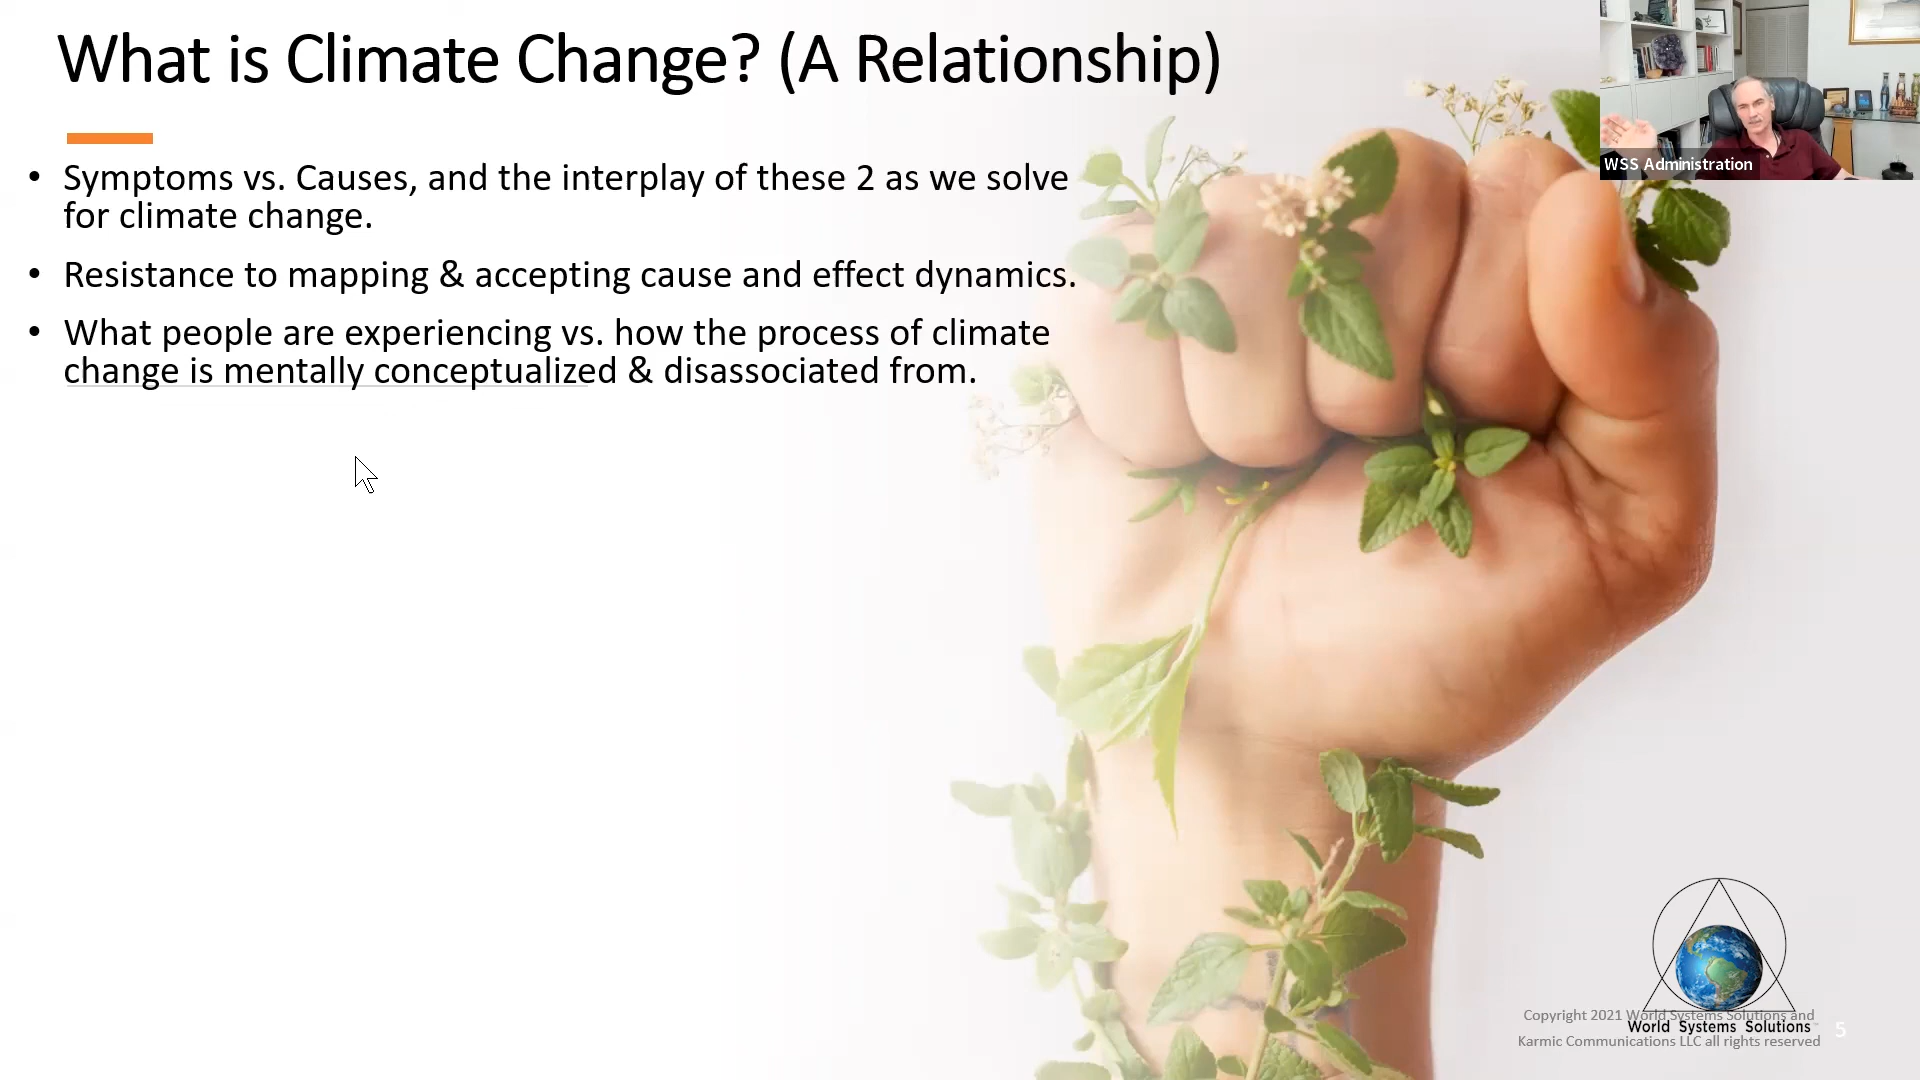 What is Climate Change? (A Relationship)
WSS Administration
• Symptoms vs. Causes, and the interplay of these 2 as we solve
for climate change.
• Resistance to mapping & accepting cause and effect dynamics.
• What people are experiencing vs. how the process of climate
change is mentally conceptualized & disassociated from.
Copyright 2021 World Systems Solutions and
World Systems Solutions
5
Karmic Communications LLC all rights reserved